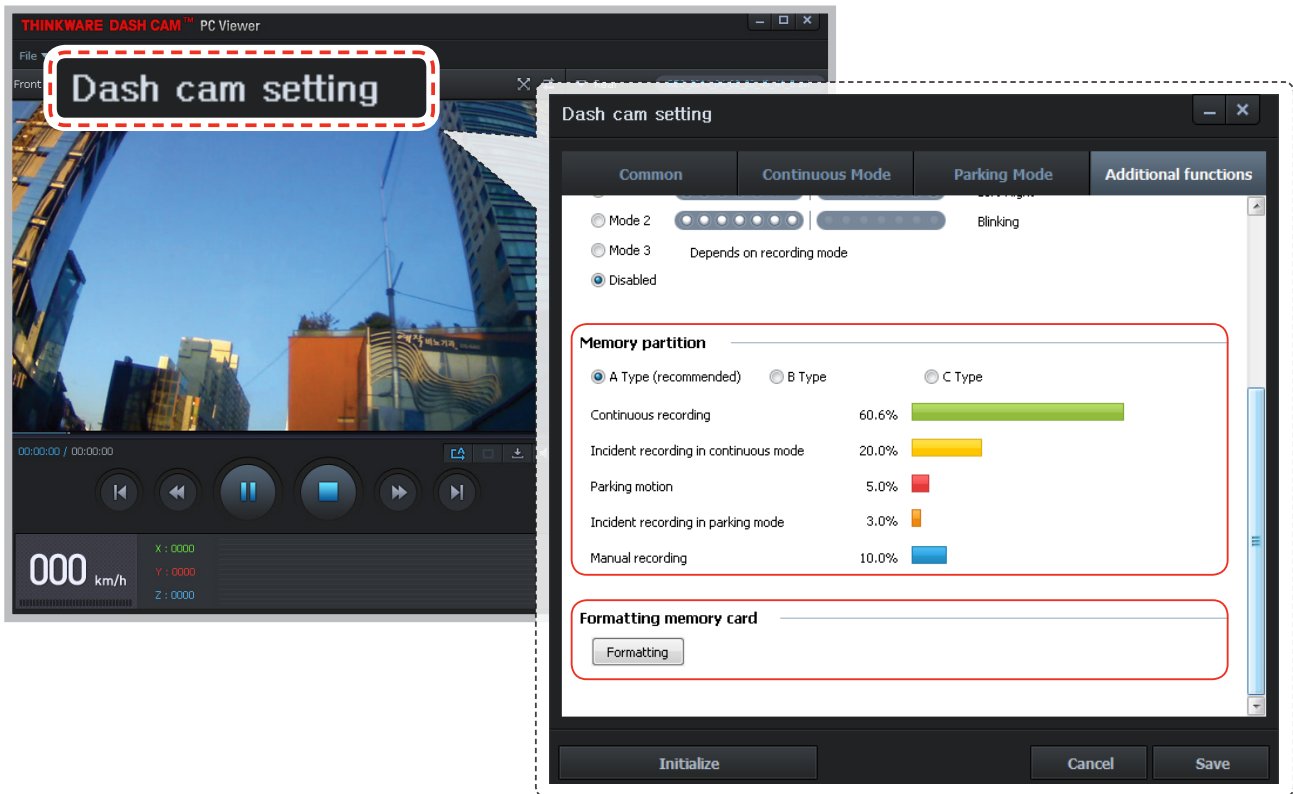 THINKWARE DASH CAM™ PC Viewer
File
Dash cam setting
Front
00:00:00 / 00:00:00
000 km/h
X : 0000
Y : 0000
Z : 0000
Dash cam setting
Common Continuous Mode Parking Mode Additional functions
Mode 2 Blinking
Mode 3 Depends on recording mode
Disabled
Memory partition
A Type (recommended) B Type C Type
Continuous recording 60.6%
Incident recording in continuous mode 20.0%
Parking motion 5.0%
Incident recording in parking mode 3.0%
Manual recording 10.0%
Formatting memory card
Formatting
Initialize Cancel Save